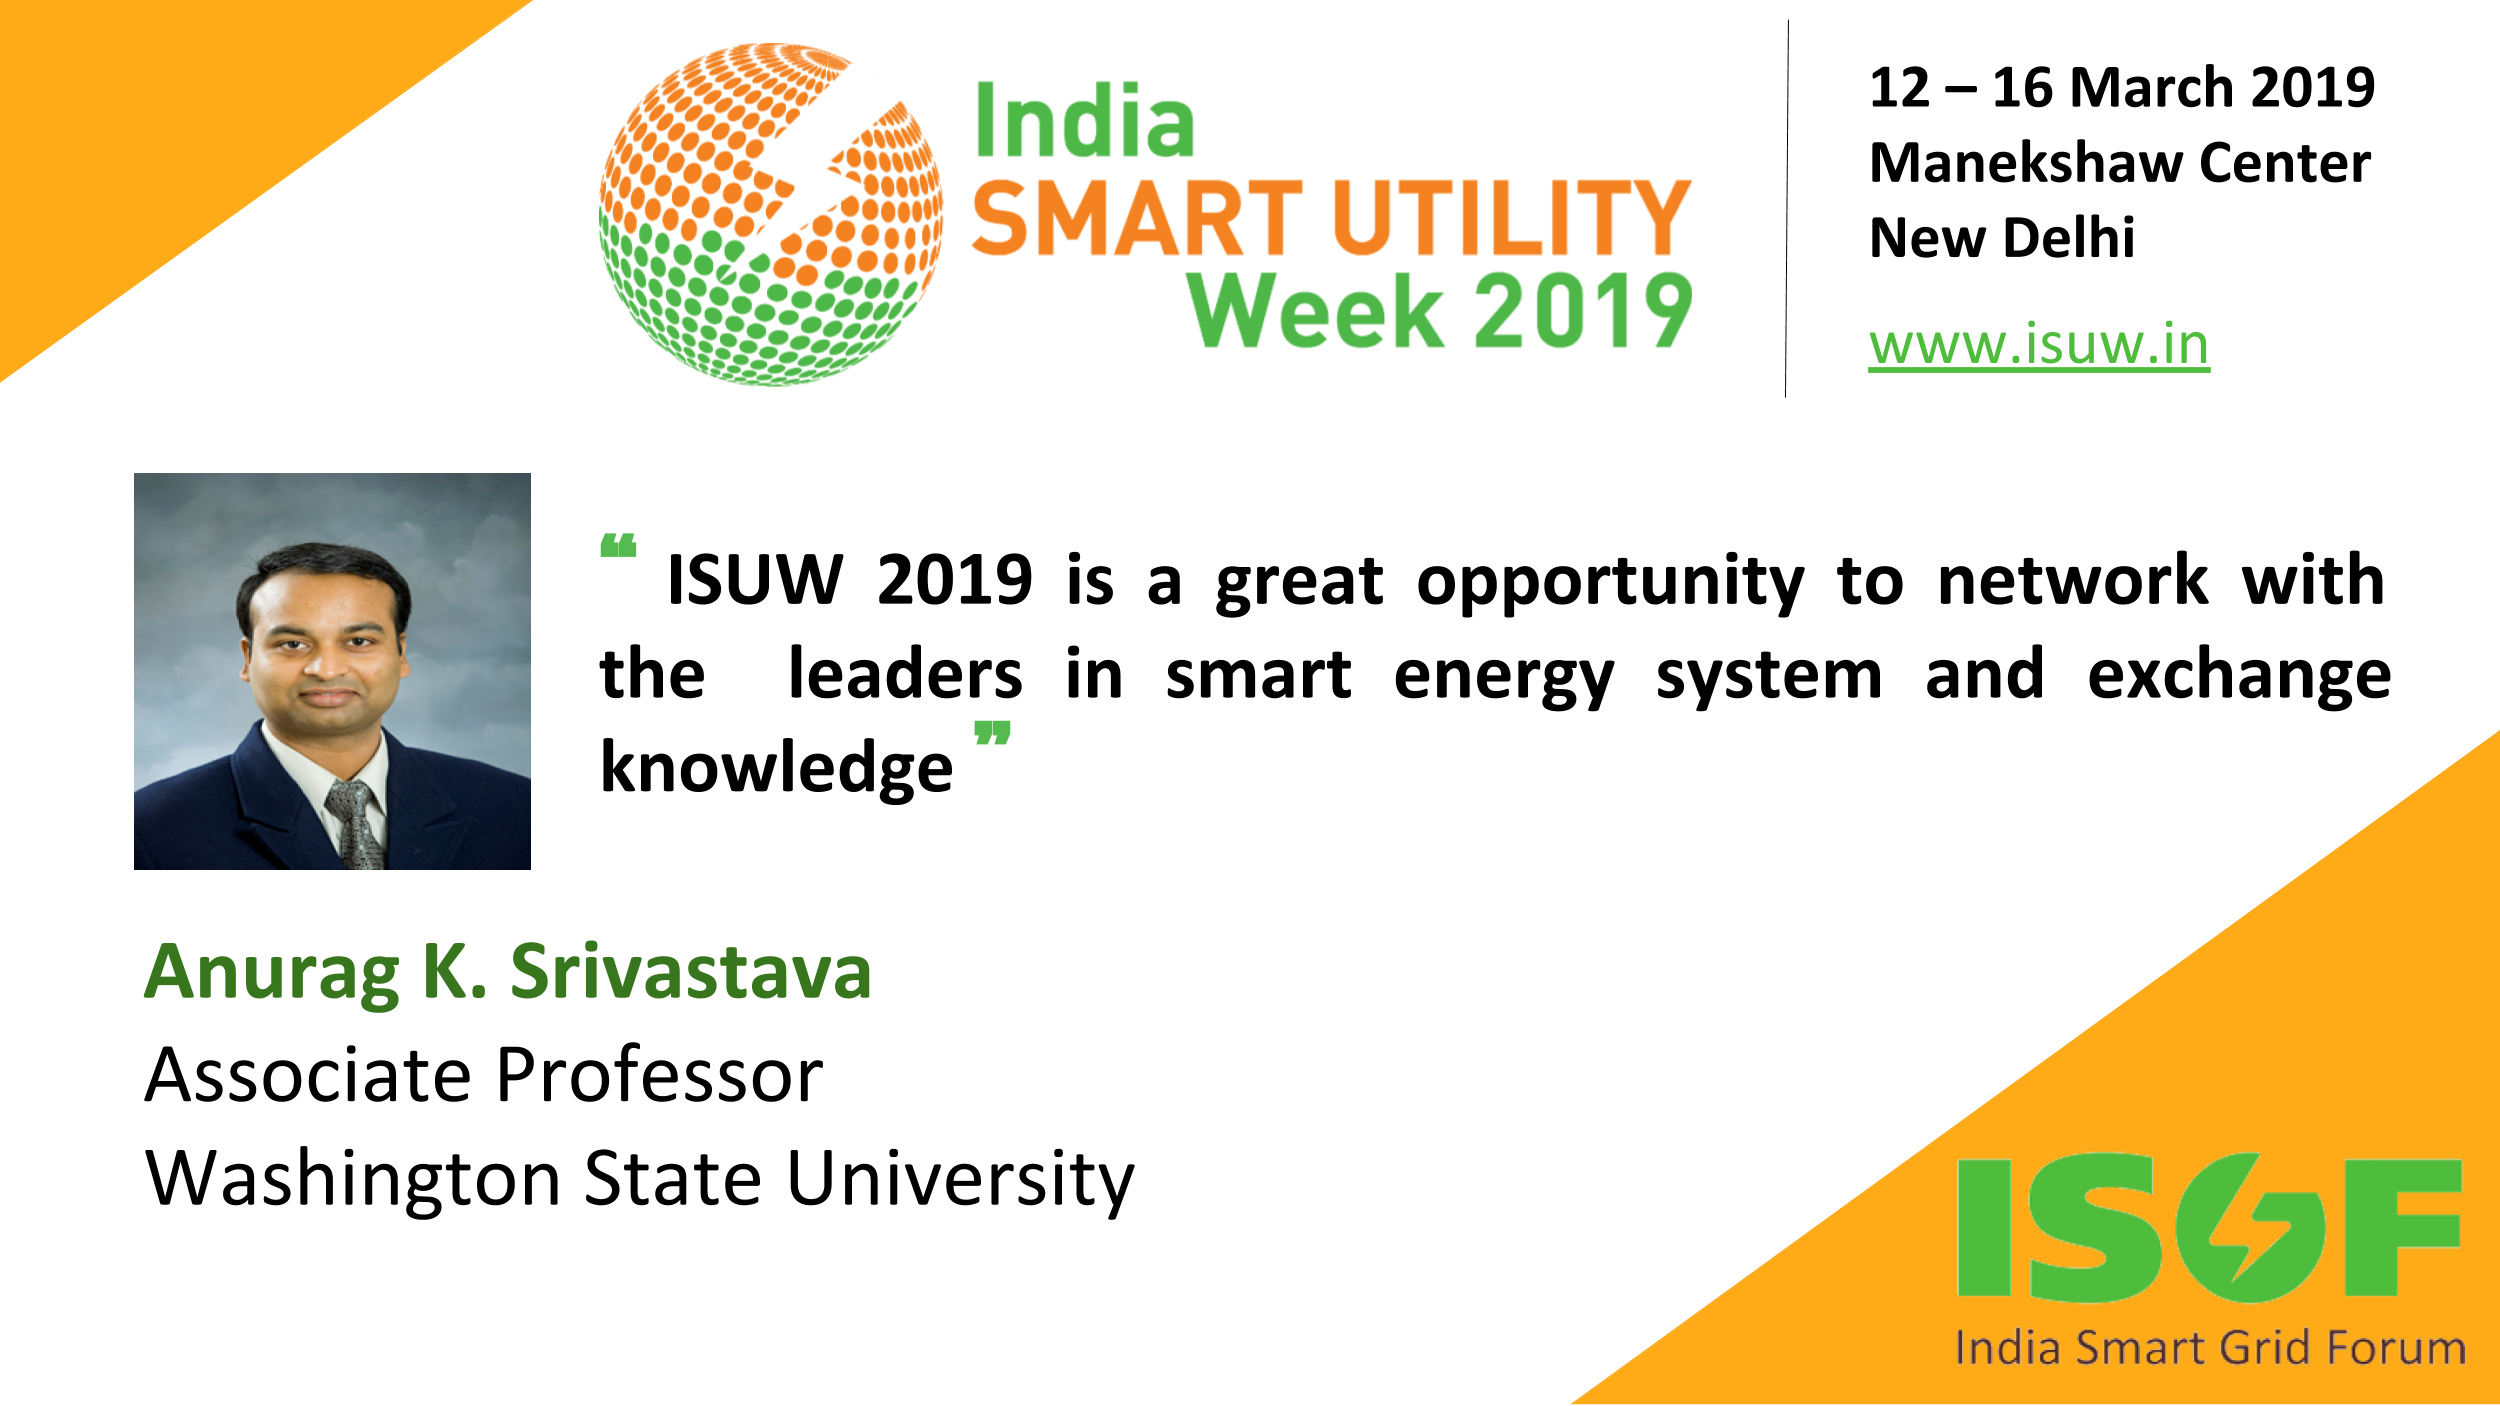 India
SMART UTILITY
Week 2019
12 – 16 March 2019
Manekshaw Center
New Delhi
www.isuw.in
❝ ISUW 2019 is a great opportunity to network with
the leaders in smart energy system and exchange
knowledge ❞
Anurag K. Srivastava
Associate Professor
Washington State University
ISGF
India Smart Grid Forum